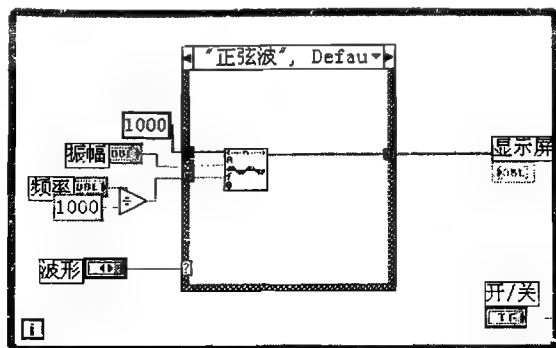 "正弦波", Defau
1000
振幅 DBL
频率 DBL
1000
÷
波形
?
显示屏
DBL
开/关
TF
i